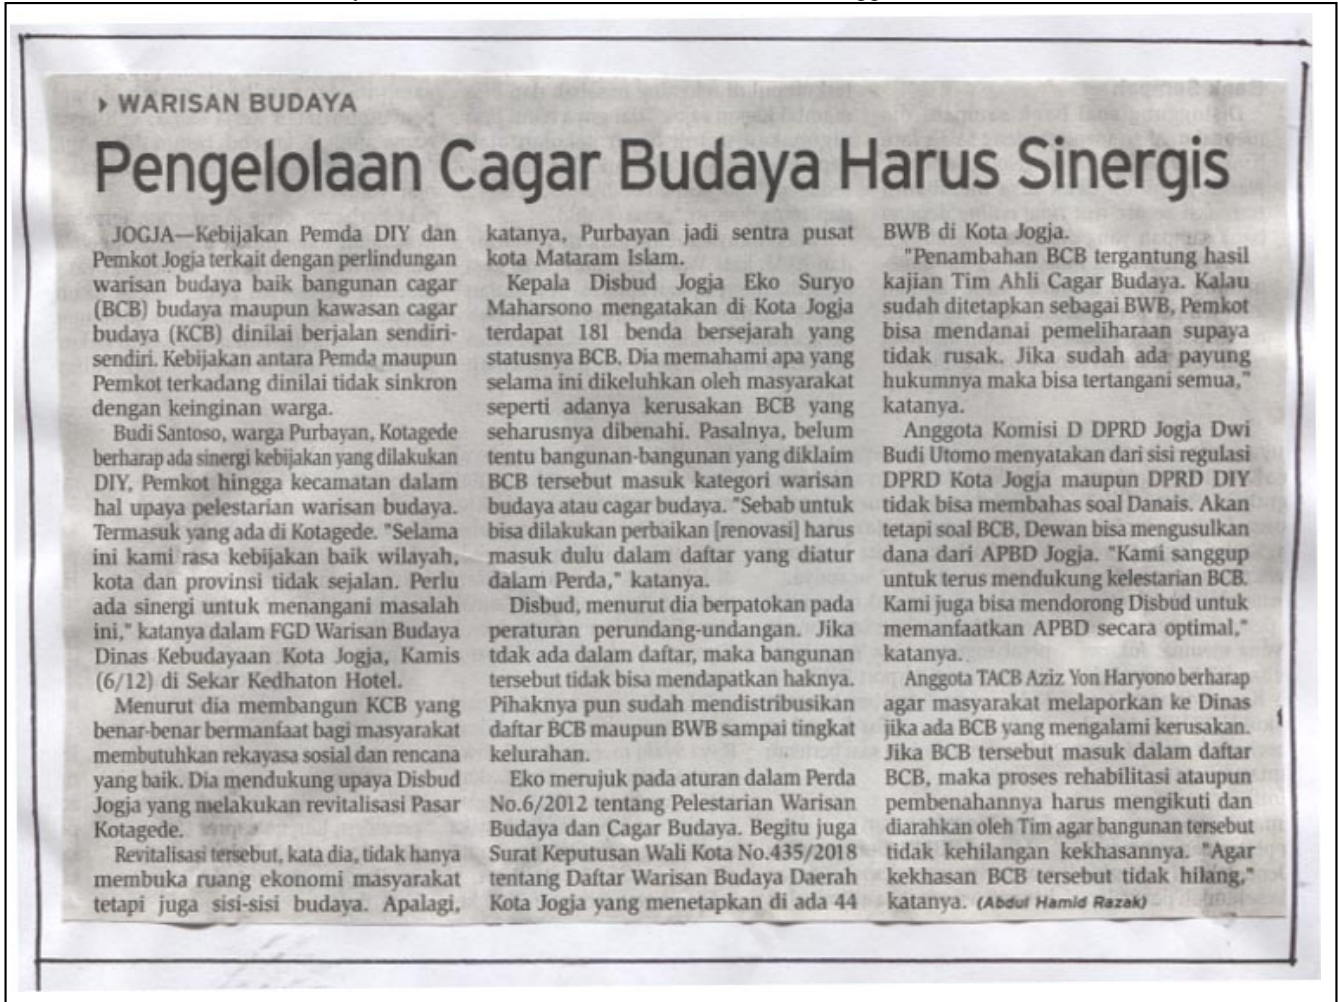 WARISAN BUDAYA
Pengelolaan Cagar Budaya Harus Sinergis
JOGJA—Kebijakan Pemda DIY dan
Pemkot Jogja terkait dengan perlindungan
warisan budaya baik bangunan cagar
(BCB) budaya maupun kawasan cagar
budaya (KCB) dinilai berjalan sendiri-
sendiri. Kebijakan antara Pemda maupun
Pemkot terkadang dinilai tidak sinkron
dengan keinginan warga.
Budi Santoso, warga Purbayan, Kotagede
berharap ada sinergi kebijakan yang dilakukan
DIY, Pemkot hingga kecamatan dalam
hal upaya pelestarian warisan budaya.
Termasuk yang ada di Kotagede. "Selama
ini kami rasa kebijakan baik wilayah,
kota dan provinsi tidak sejalan. Perlu
ada sinergi untuk menangani masalah
ini," katanya dalam FGD Warisan Budaya
Dinas Kebudayaan Kota Jogja, Kamis
(6/12) di Sekar Kedhaton Hotel.
Menurut dia membangun KCB yang
benar-benar bermanfaat bagi masyarakat
membutuhkan rekayasa sosial dan rencana
yang baik. Dia mendukung upaya Disbud
Jogja yang melakukan revitalisasi Pasar
Kotagede.
Revitalisasi tersebut, kata dia, tidak hanya
membuka ruang ekonomi masyarakat
tetapi juga sisi-sisi budaya. Apalagi,
katanya, Purbayan jadi sentra pusat
kota Mataram Islam.
Kepala Disbud Jogja Eko Suryo
Maharsono mengatakan di Kota Jogja
terdapat 181 benda bersejarah yang
statusnya BCB. Dia memahami apa yang
selama ini dikeluhkan oleh masyarakat
seperti adanya kerusakan BCB yang
seharusnya dibenahi. Pasalnya, belum
tentu bangunan-bangunan yang diklaim
BCB tersebut masuk kategori warisan
budaya atau cagar budaya. "Sebab untuk
bisa dilakukan perbaikan [renovasi] harus
masuk dulu dalam daftar yang diatur
dalam Perda," katanya.
Disbud, menurut dia berpatokan pada
peraturan perundang-undangan. Jika
tdak ada dalam daftar, maka bangunan
tersebut tidak bisa mendapatkan haknya.
Pihaknya pun sudah mendistribusikan
daftar BCB maupun BWB sampai tingkat
kelurahan.
Eko merujuk pada aturan dalam Perda
No.6/2012 tentang Pelestarian Warisan
Budaya dan Cagar Budaya. Begitu juga
Surat Keputusan Wali Kota No.435/2018
tentang Daftar Warisan Budaya Daerah
Kota Jogja yang menetapkan di ada 44
BWB di Kota Jogja.
"Penambahan BCB tergantung hasil
kajian Tim Ahli Cagar Budaya. Kalau
sudah ditetapkan sebagai BWB, Pemkot
bisa mendanai pemeliharaan supaya
tidak rusak. Jika sudah ada payung
hukumnya maka bisa tertangani semua,"
katanya.
Anggota Komisi D DPRD Jogja Dwi
Budi Utomo menyatakan dari sisi regulasi
DPRD Kota Jogja maupun DPRD DIY
tidak bisa membahas soal Danais. Akan
tetapi soal BCB, Dewan bisa mengusulkan
dana dari APBD Jogja. "Kami sanggup
untuk terus mendukung kelestarian BCB.
Kami juga bisa mendorong Disbud untuk
memanfaatkan APBD secara optimal,"
katanya.
Anggota TACB Aziz Yon Haryono berharap
agar masyarakat melaporkan ke Dinas
jika ada BCB yang mengalami kerusakan.
Jika BCB tersebut masuk dalam daftar
BCB, maka proses rehabilitasi ataupun
pembenahannya harus mengikuti dan
diarahkan oleh Tim agar bangunan tersebut
tidak kehilangan kekhasannya. "Agar
kekhasan BCB tersebut tidak hilang,"
katanya. (Abdul Hamid Razak)